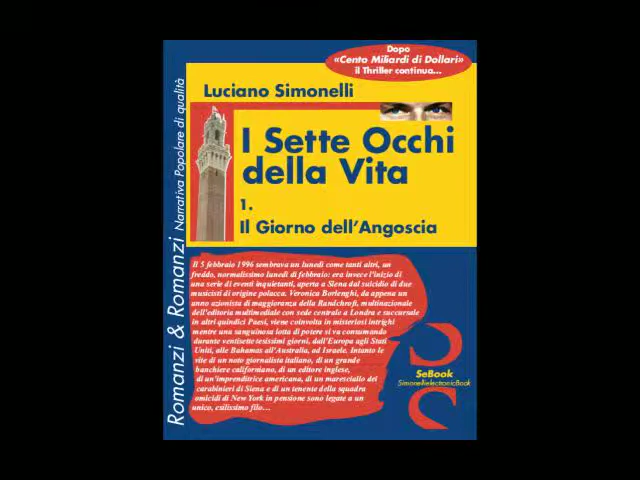 Dopo
«Cento Miliardi di Dollari»
il Thriller continua...
Luciano Simonelli
I Sette Occhi
della Vita
1.
Il Giorno dell'Angoscia
Romanzi & Romanzi Narrativa Popolare di qualità
Il 5 febbraio 1996 sembrava un lunedì come tanti altri, un
freddo, normalissimo lunedì di febbraio: era invece l'inizio di
una serie di eventi inquietanti, aperta a Siena dal suicidio di due
musicisti di origine polacca. Veronica Borlenghi, da appena un
anno azionista di maggioranza della Randchrofi, multinazionale
dell'editoria multimediale con sede centrale a Londra e succursale
in altri quindici Paesi, viene coinvolta in misteriosi intrighi
mentre una sanguinosa lotta di potere si va consumando
durante ventisette tesissimi giorni, dall'Europa agli Stati
Uniti, alle Bahamas all'Australia, ad Israele. Intanto le
vite di un noto giornalista italiano, di un grande
banchiere californiano, di un editore inglese,
di un'imprenditrice americana, di un maresciallo dei
carabinieri di Siena e di un tenente della squadra
omicidi di New York in pensione sono legate a un
unico, esilissimo filo...
SeBook
SimonelliElectronicBook